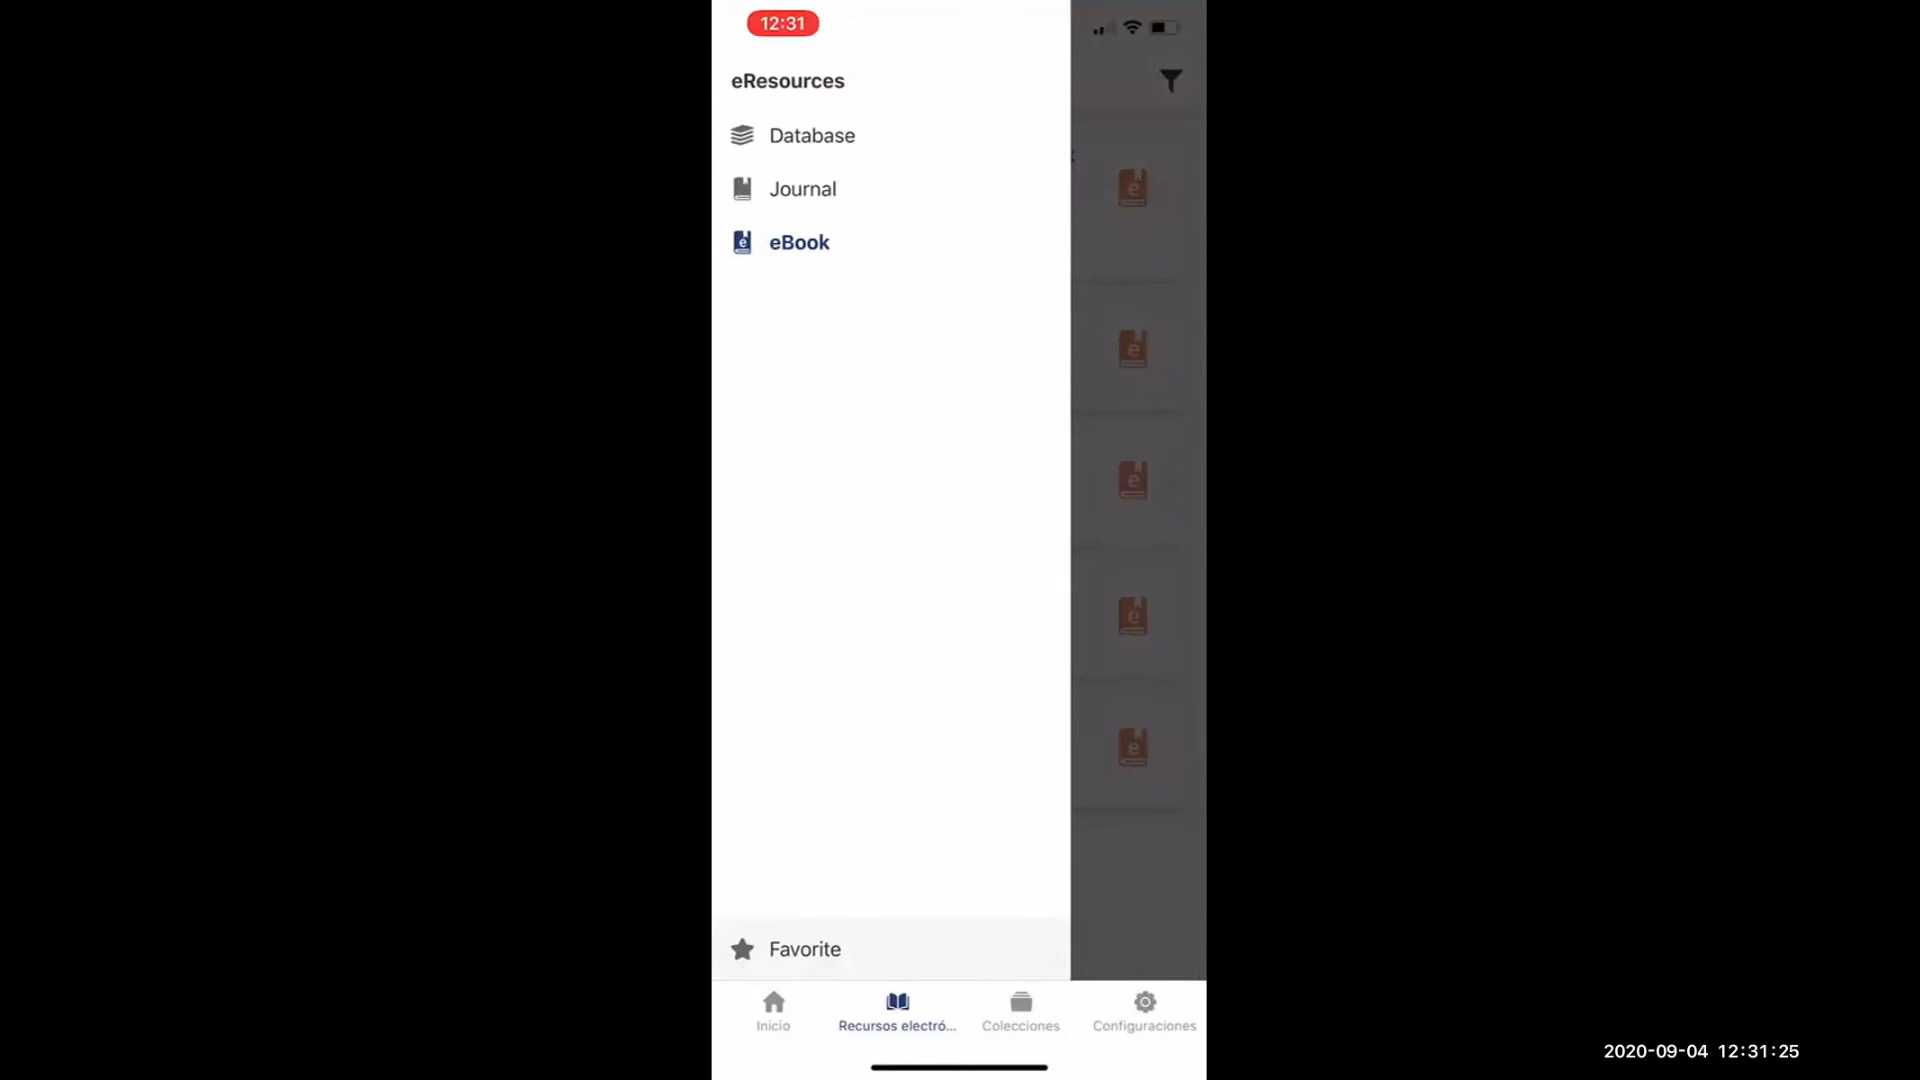 12:31
eResources
Database
Journal
eBook
Favorite
Inicio
Recursos electró...
Colecciones
Configuraciones
2020-09-04 12:31:25